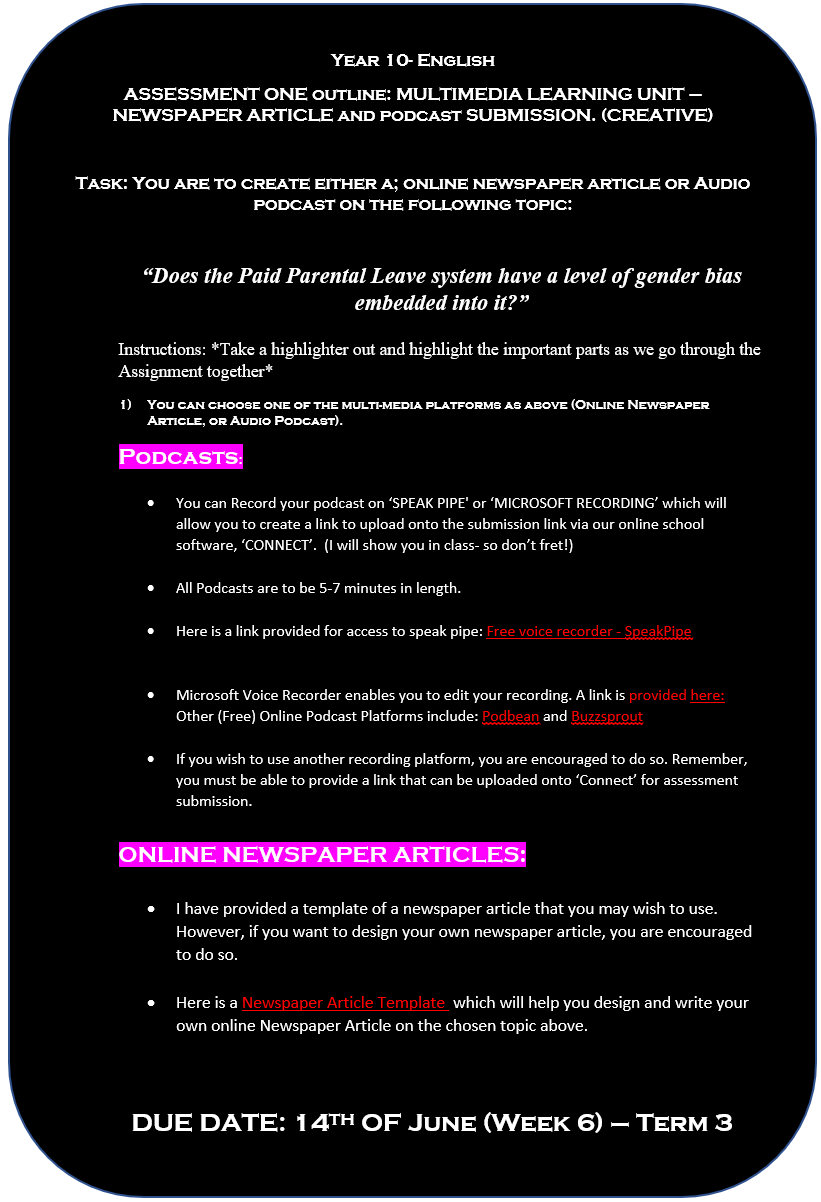 Year 10- English
ASSESSMENT ONE outline: MULTIMEDIA LEARNING UNIT –
NEWSPAPER ARTICLE and podcast SUBMISSION. (CREATIVE)
Task: You are to create either a; online newspaper article or Audio
podcast on the following topic:
“Does the Paid Parental Leave system have a level of gender bias
embedded into it?”
Instructions: *Take a highlighter out and highlight the important parts as we go through the
Assignment together*
1) You can choose one of the multi-media platforms as above (Online Newspaper
Article, or Audio Podcast).
Podcasts:
• You can Record your podcast on ‘SPEAK PIPE' or ‘MICROSOFT RECORDING’ which will
allow you to create a link to upload onto the submission link via our online school
software, ‘CONNECT’. (I will show you in class- so don’t fret!)
• All Podcasts are to be 5-7 minutes in length.
• Here is a link provided for access to speak pipe: Free voice recorder - SpeakPipe
• Microsoft Voice Recorder enables you to edit your recording. A link is provided here:
Other (Free) Online Podcast Platforms include: Podbean and Buzzsprout
• If you wish to use another recording platform, you are encouraged to do so. Remember,
you must be able to provide a link that can be uploaded onto ‘Connect’ for assessment
submission.
ONLINE NEWSPAPER ARTICLES:
• I have provided a template of a newspaper article that you may wish to use.
However, if you want to design your own newspaper article, you are encouraged
to do so.
• Here is a Newspaper Article Template which will help you design and write your
own online Newspaper Article on the chosen topic above.
DUE DATE: 14TH OF June (Week 6) – Term 3